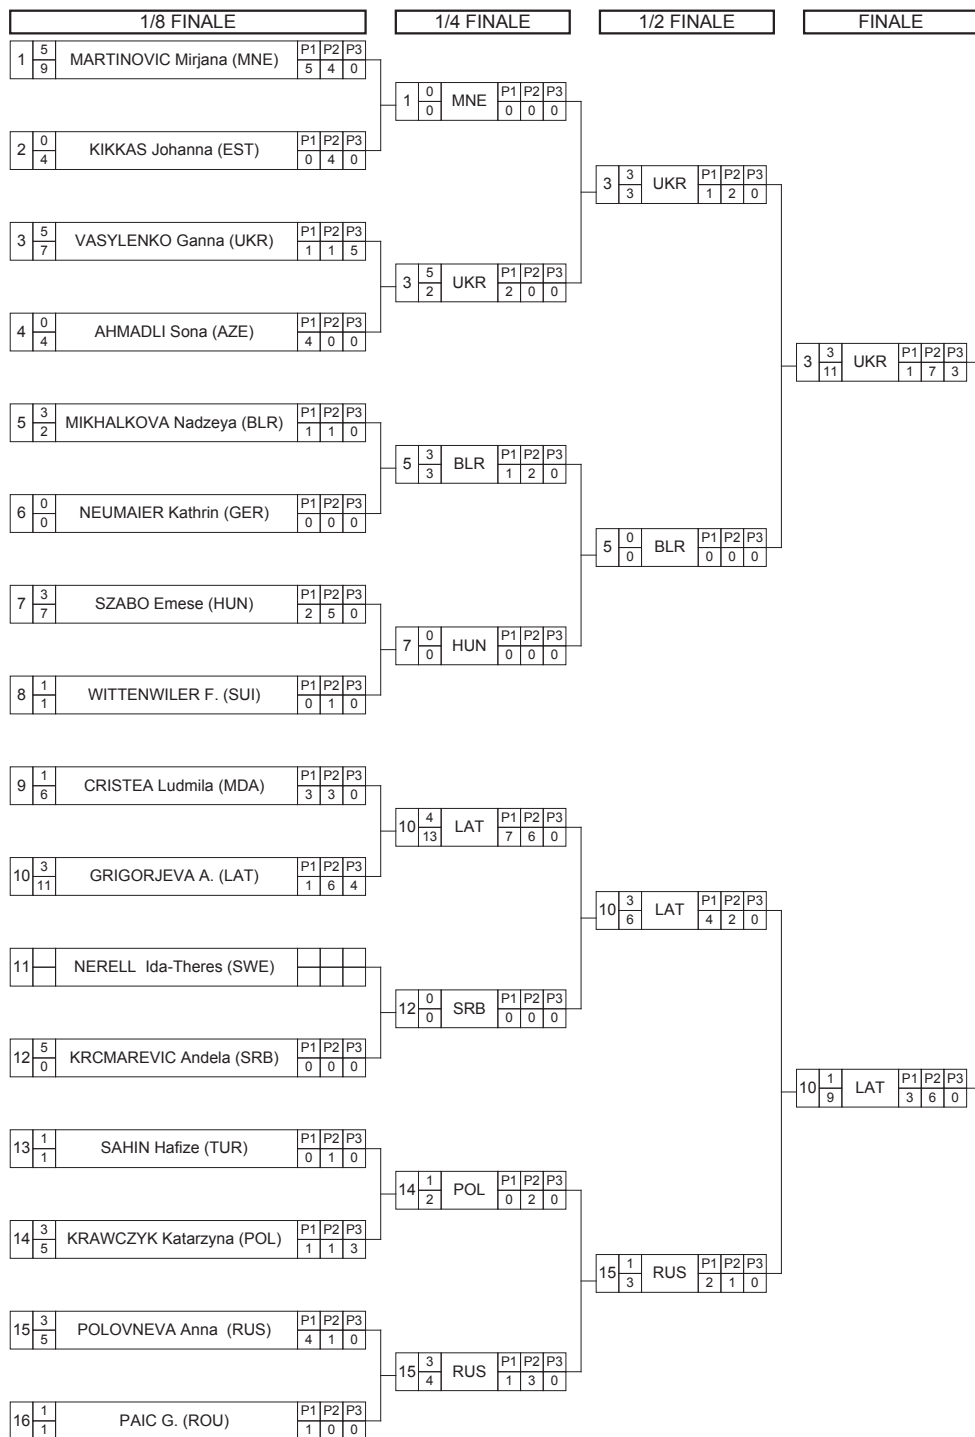 1/8 FINALE 1/4 FINALE 1/2 FINALE FINALE
1 5 9 MARTINOVIC Mirjana (MNE) P1 P2 P3 5 4 0
2 0 4 KIKKAS Johanna (EST) P1 P2 P3 0 4 0
3 5 7 VASYLENKO Ganna (UKR) P1 P2 P3 1 1 5
4 0 4 AHMADLI Sona (AZE) P1 P2 P3 4 0 0
5 3 2 MIKHALKOVA Nadzeya (BLR) P1 P2 P3 1 1 0
6 0 0 NEUMAIER Kathrin (GER) P1 P2 P3 0 0 0
7 3 7 SZABO Emese (HUN) P1 P2 P3 2 5 0
8 1 1 WITTENWILER F. (SUI) P1 P2 P3 0 1 0
9 1 6 CRISTEA Ludmila (MDA) P1 P2 P3 3 3 0
10 3 11 GRIGORJEVA A. (LAT) P1 P2 P3 1 6 4
11 NERELL Ida-Theres (SWE)
12 5 0 KRCMAREVIC Andela (SRB) P1 P2 P3 0 0 0
13 1 1 SAHIN Hafize (TUR) P1 P2 P3 0 1 0
14 3 5 KRAWCZYK Katarzyna (POL) P1 P2 P3 1 1 3
15 3 5 POLOVNEVA Anna (RUS) P1 P2 P3 4 1 0
16 1 1 PAIC G. (ROU) P1 P2 P3 1 0 0
1 0 0 MNE P1 P2 P3 0 0 0
3 5 2 UKR P1 P2 P3 2 0 0
5 3 3 BLR P1 P2 P3 1 2 0
7 0 0 HUN P1 P2 P3 0 0 0
10 4 13 LAT P1 P2 P3 7 6 0
12 0 0 SRB P1 P2 P3 0 0 0
14 1 2 POL P1 P2 P3 0 2 0
15 3 4 RUS P1 P2 P3 1 3 0
3 3 3 UKR P1 P2 P3 1 2 0
5 0 0 BLR P1 P2 P3 0 0 0
10 3 6 LAT P1 P2 P3 4 2 0
15 1 3 RUS P1 P2 P3 2 1 0
3 3 11 UKR P1 P2 P3 1 7 3
10 1 9 LAT P1 P2 P3 3 6 0